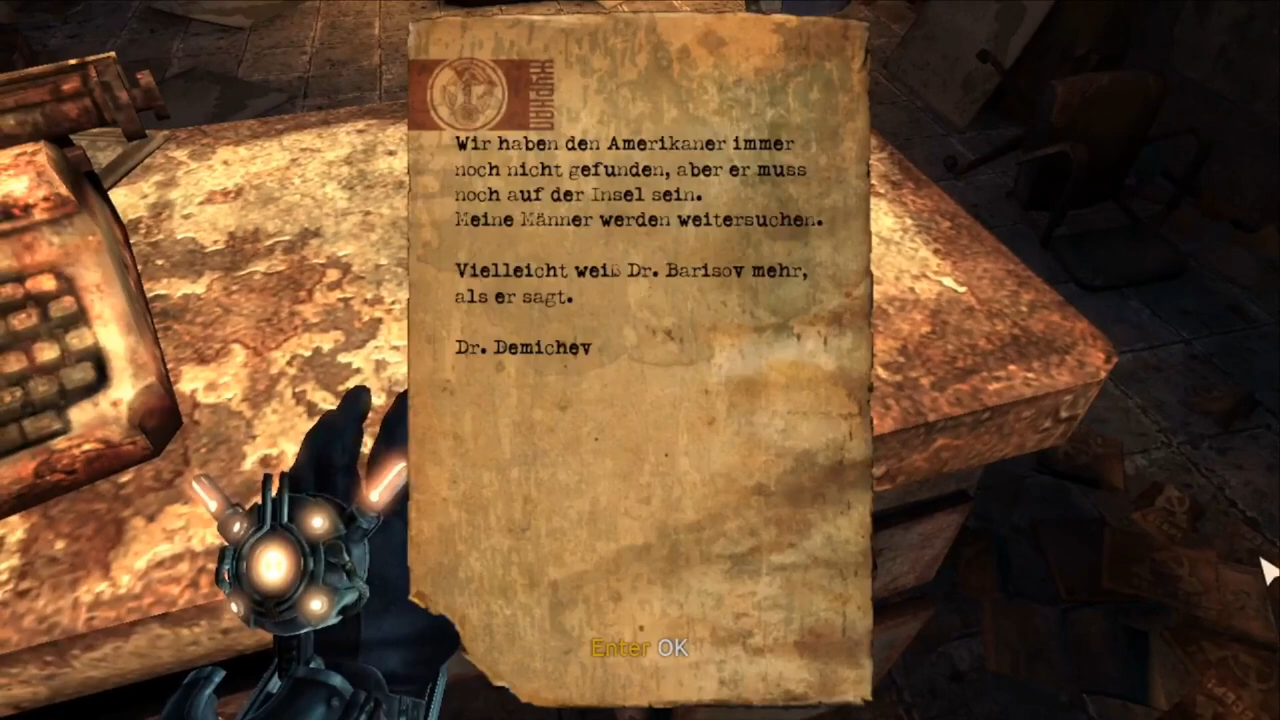 Wir haben den Amerikaner immer
noch nicht gefunden, aber er muss
noch auf der Insel sein.
Meine Männer werden weitersuchen.
Vielleicht weiß Dr. Barisov mehr,
als er sagt.
Dr. Demichev
Enter OK